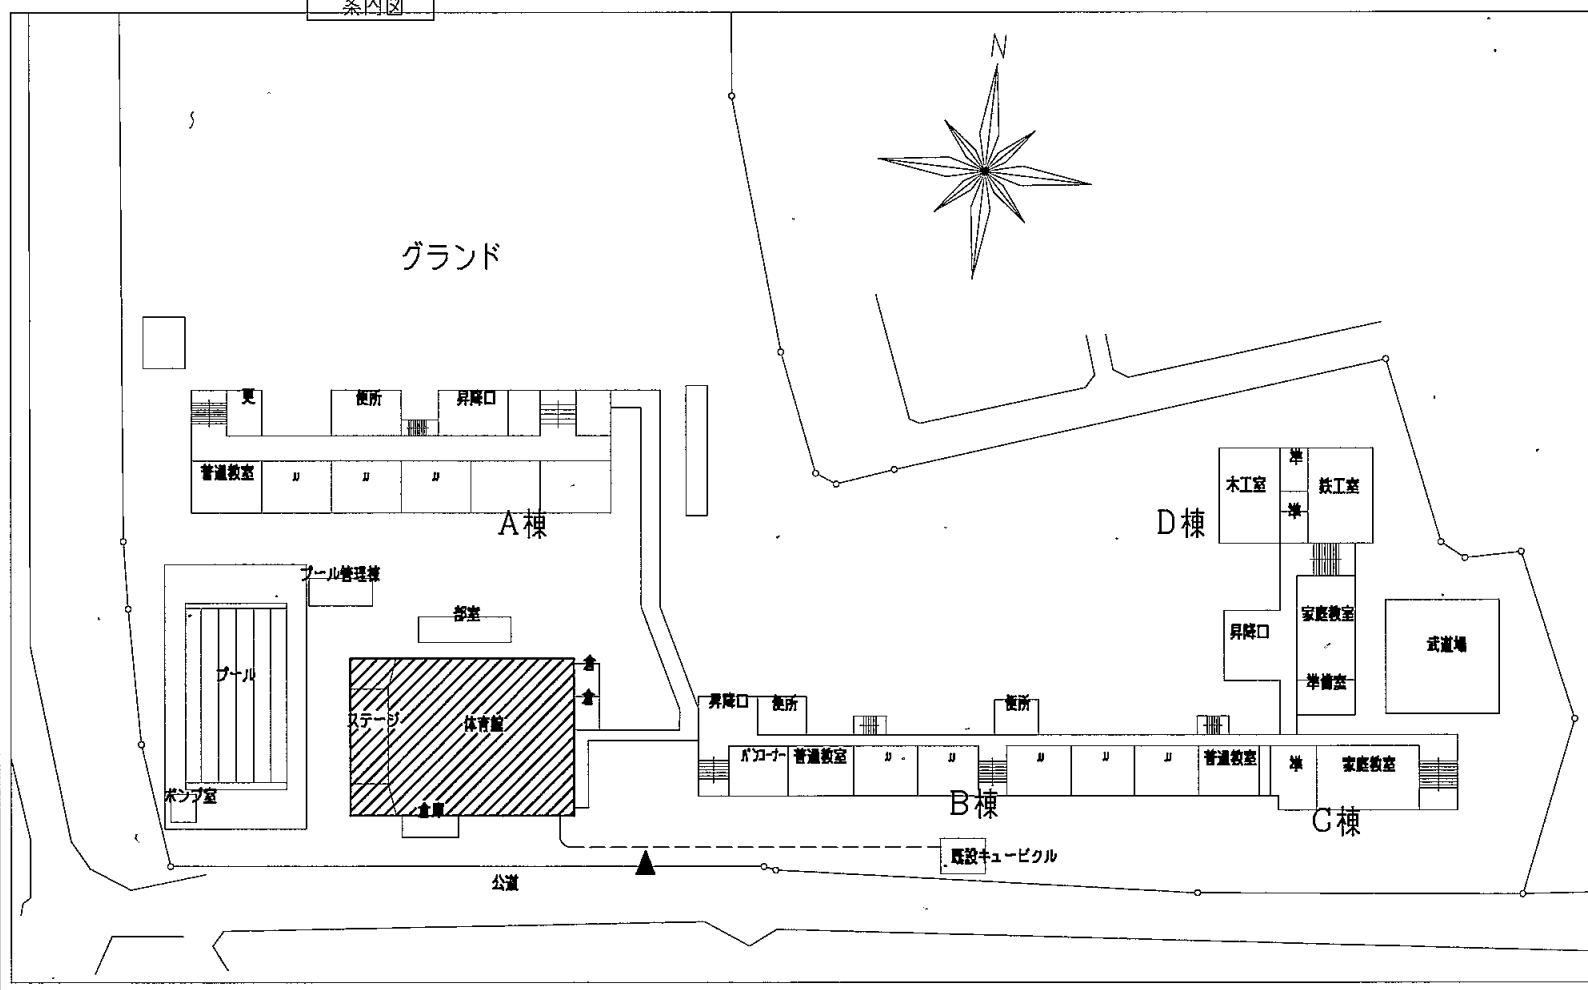 案内図
N
グランド
更
便所
昇降口
普通教室
〃
〃
〃
A棟
木工室
準
準
鉄工室
D棟
プール管理棟
部室
家庭教室
昇降口
武道場
準備室
プール
倉
倉
ステージ
体育館
昇降口
便所
便所
パンコーナー
普通教室
〃
〃
〃
〃
〃
普通教室
準
家庭教室
ポンプ室
倉庫
B棟
C棟
既設キュービクル
公道